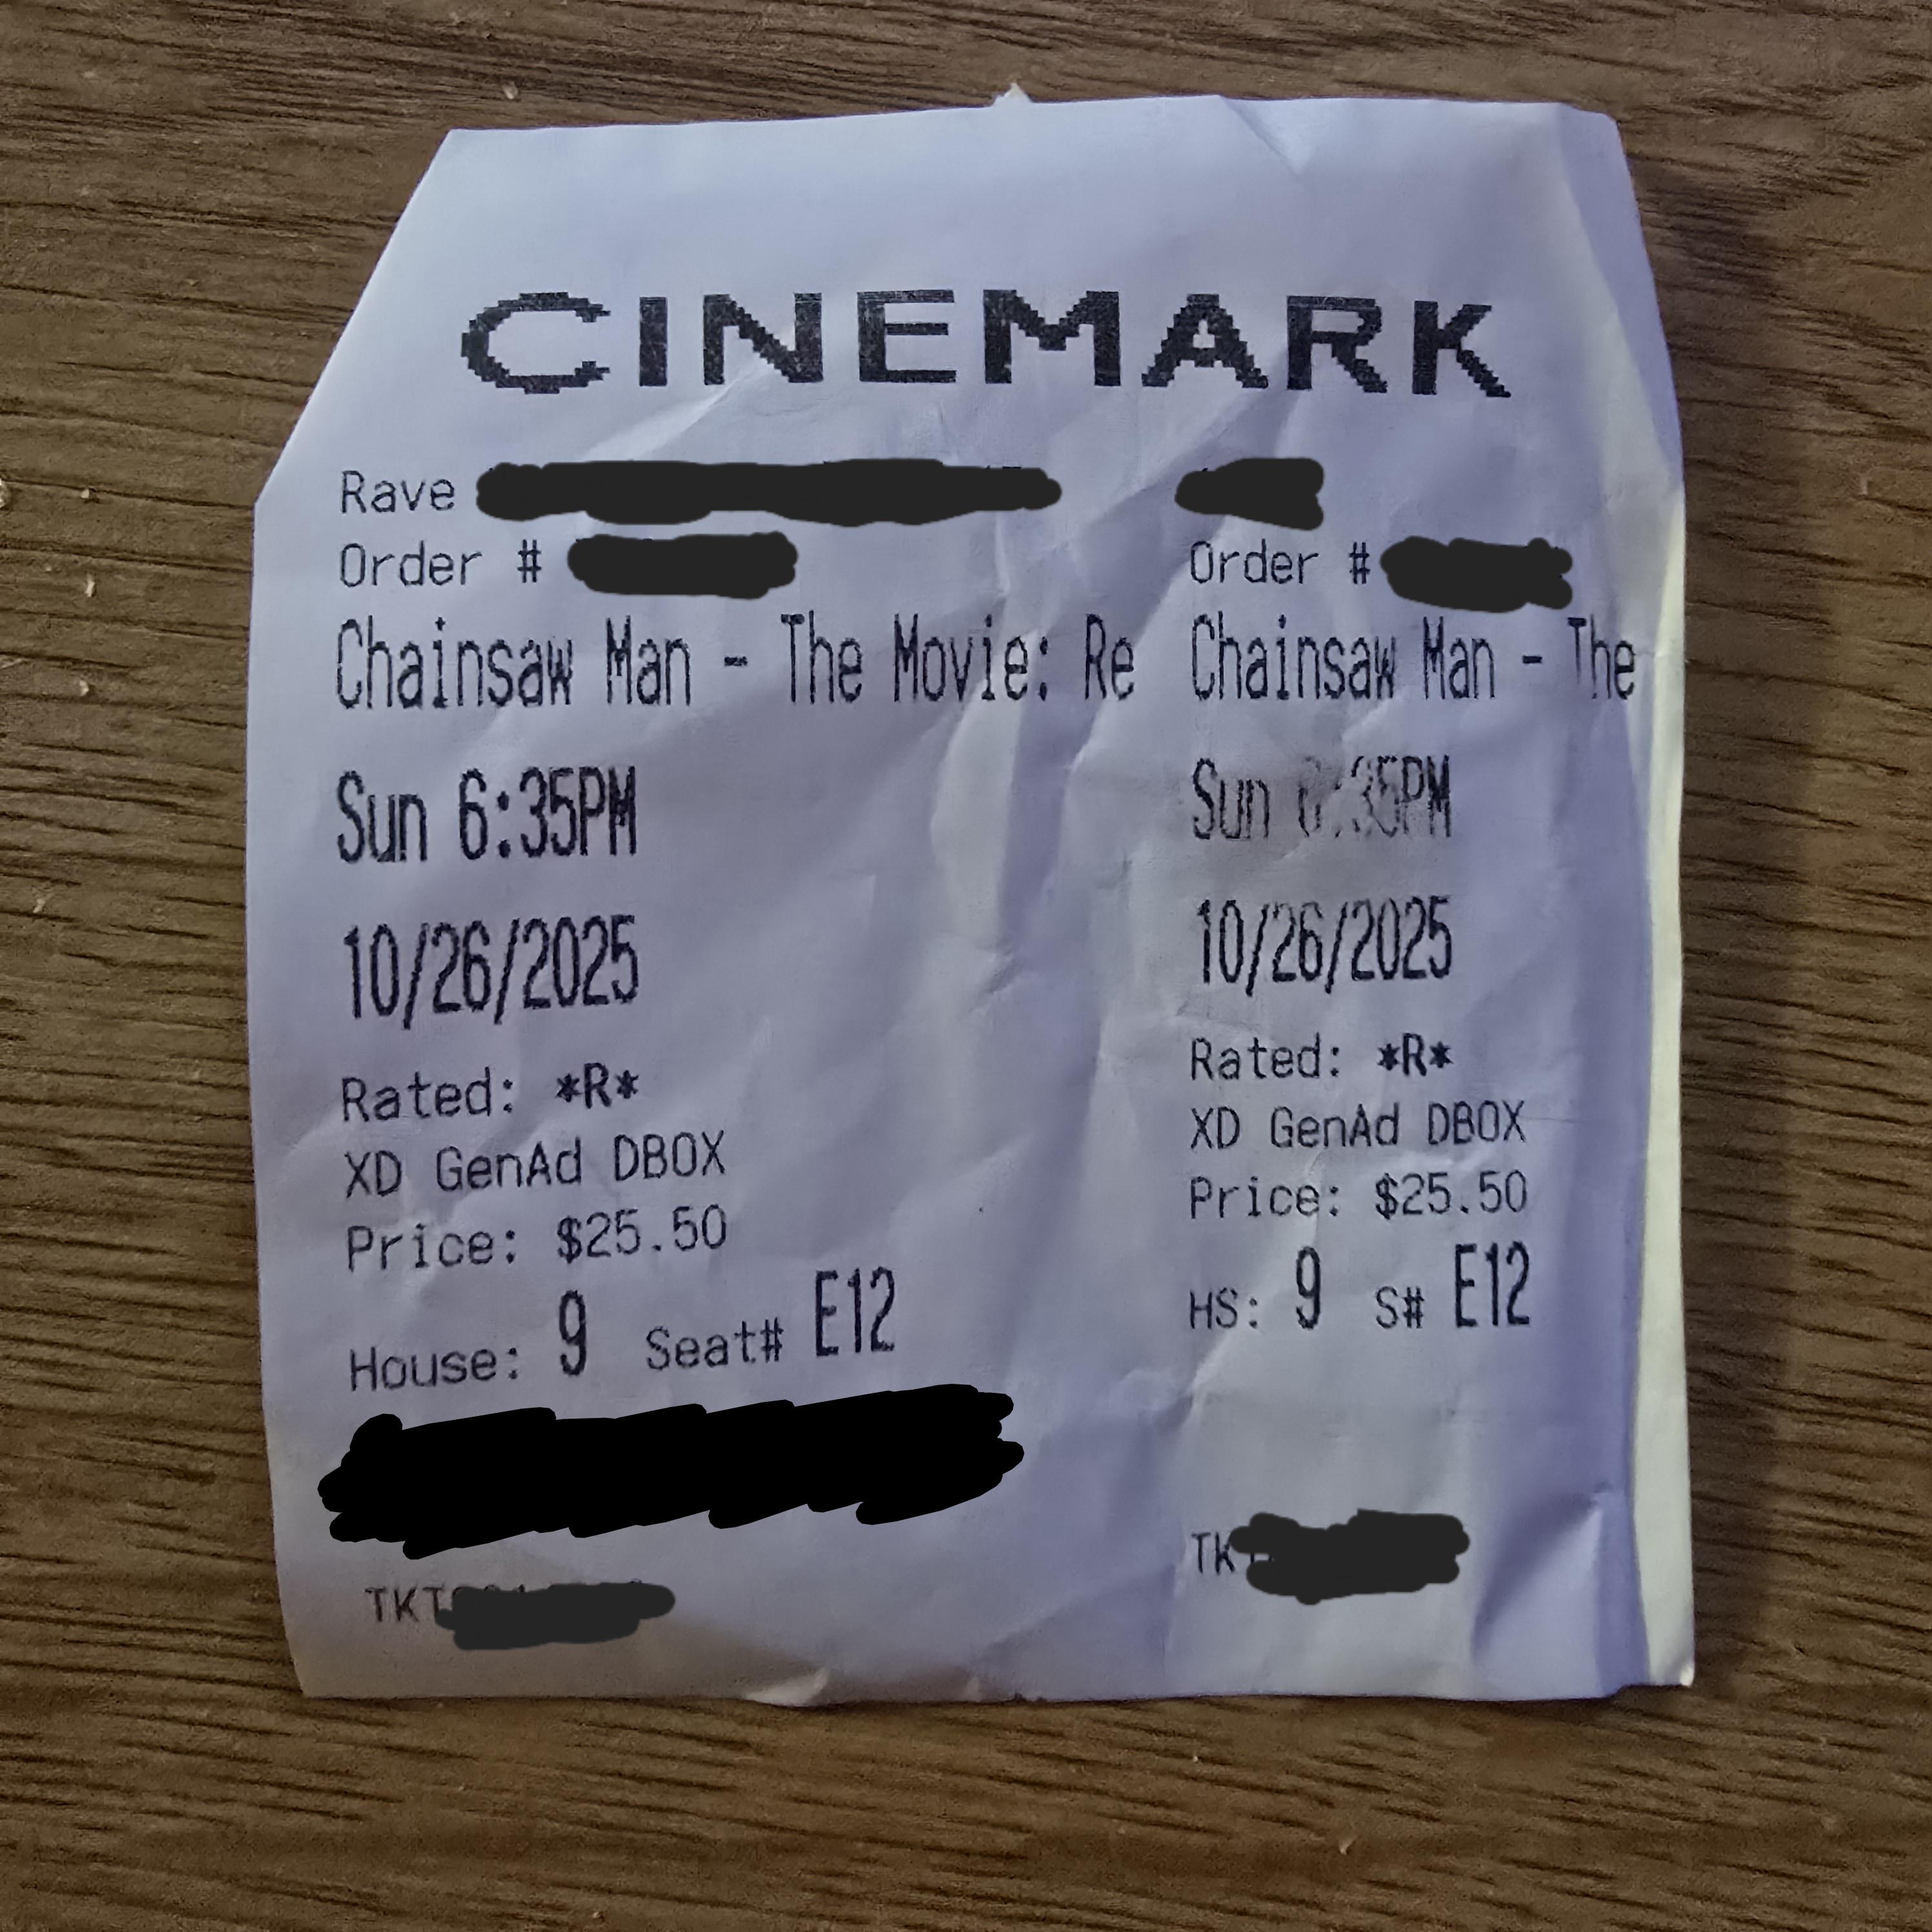 CINEMARK
Rave
Order #
Chainsaw Man - The Movie: Re
Sun 6:35PM
10/26/2025
Rated: *R*
XD GenAd DBOX
Price: $25.50
House: 9 Seat# E12
TKT
Order #
Chainsaw Man - The
Sun 6:35PM
10/26/2025
Rated: *R*
XD GenAd DBOX
Price: $25.50
HS: 9 S# E12